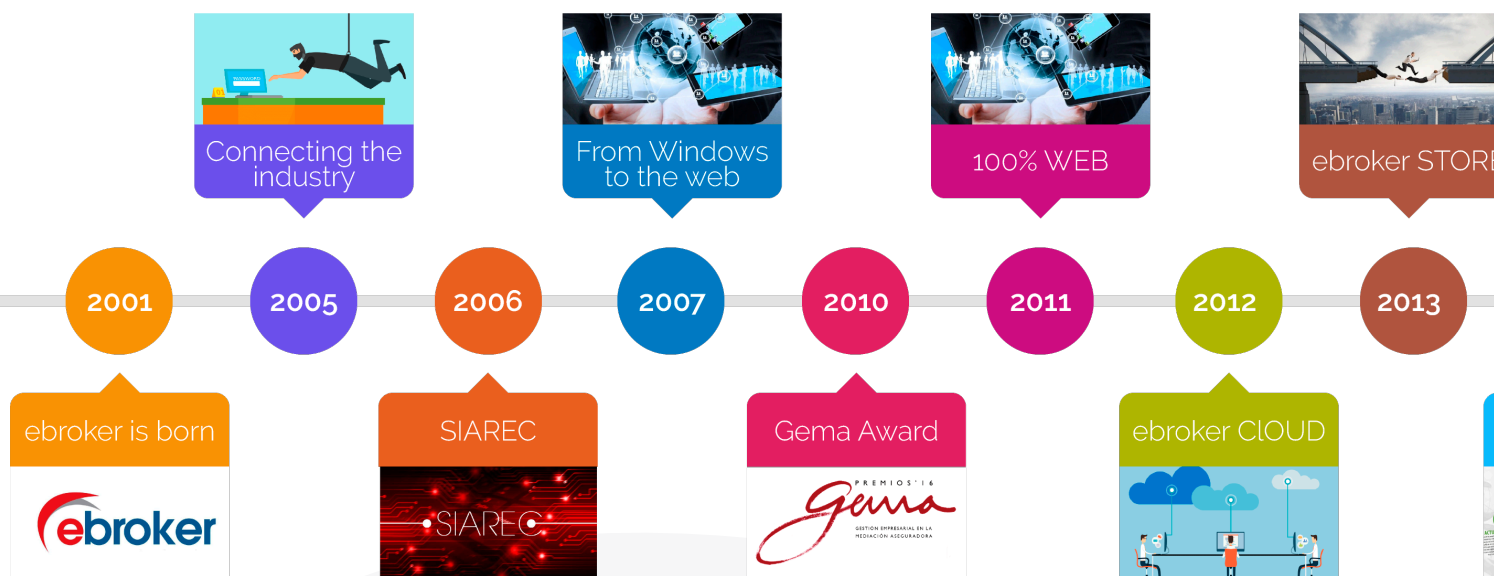 PASSWORD
Connecting the
industry
From Windows
to the web
100% WEB
ebroker STORE
2001
2005
2006
2007
2010
2011
2012
2013
ebroker is born
SIAREC
Gema Award
ebroker ClOUD
ebroker
SIAREC
PREMIOS'16
gema
GESTIÓN EMPRESARIAL EN LA
MEDIACIÓN ASEGURADORA